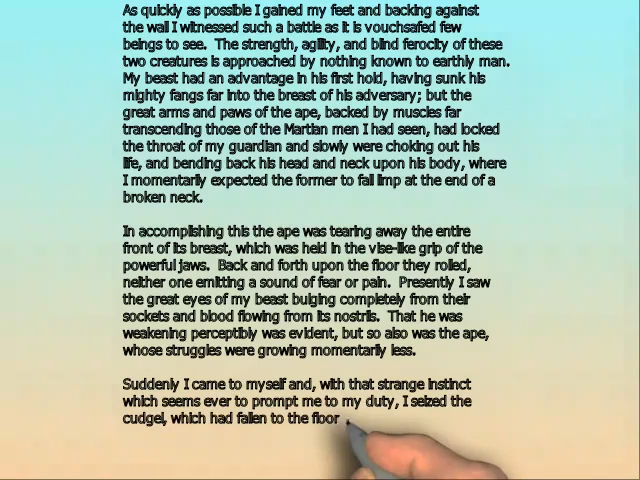 As quickly as possible I gained my feet and backing against
the wall I witnessed such a battle as it is vouchsafed few
beings to see.  The strength, agility, and blind ferocity of these
two creatures is approached by nothing known to earthly man.
My beast had an advantage in his first hold, having sunk his
mighty fangs far into the breast of his adversary; but the
great arms and paws of the ape, backed by muscles far
transcending those of the Martian men I had seen, had locked
the throat of my guardian and slowly were choking out his
life, and bending back his head and neck upon his body, where
I momentarily expected the former to fall limp at the end of a
broken neck.

In accomplishing this the ape was tearing away the entire
front of its breast, which was held in the vise-like grip of the
powerful jaws.  Back and forth upon the floor they rolled,
neither one emitting a sound of fear or pain.  Presently I saw
the great eyes of my beast bulging completely from their
sockets and blood flowing from its nostrils.  That he was
weakening perceptibly was evident, but so also was the ape,
whose struggles were growing momentarily less.

Suddenly I came to myself and, with that strange instinct
which seems ever to prompt me to my duty, I seized the
cudgel, which had fallen to the floor